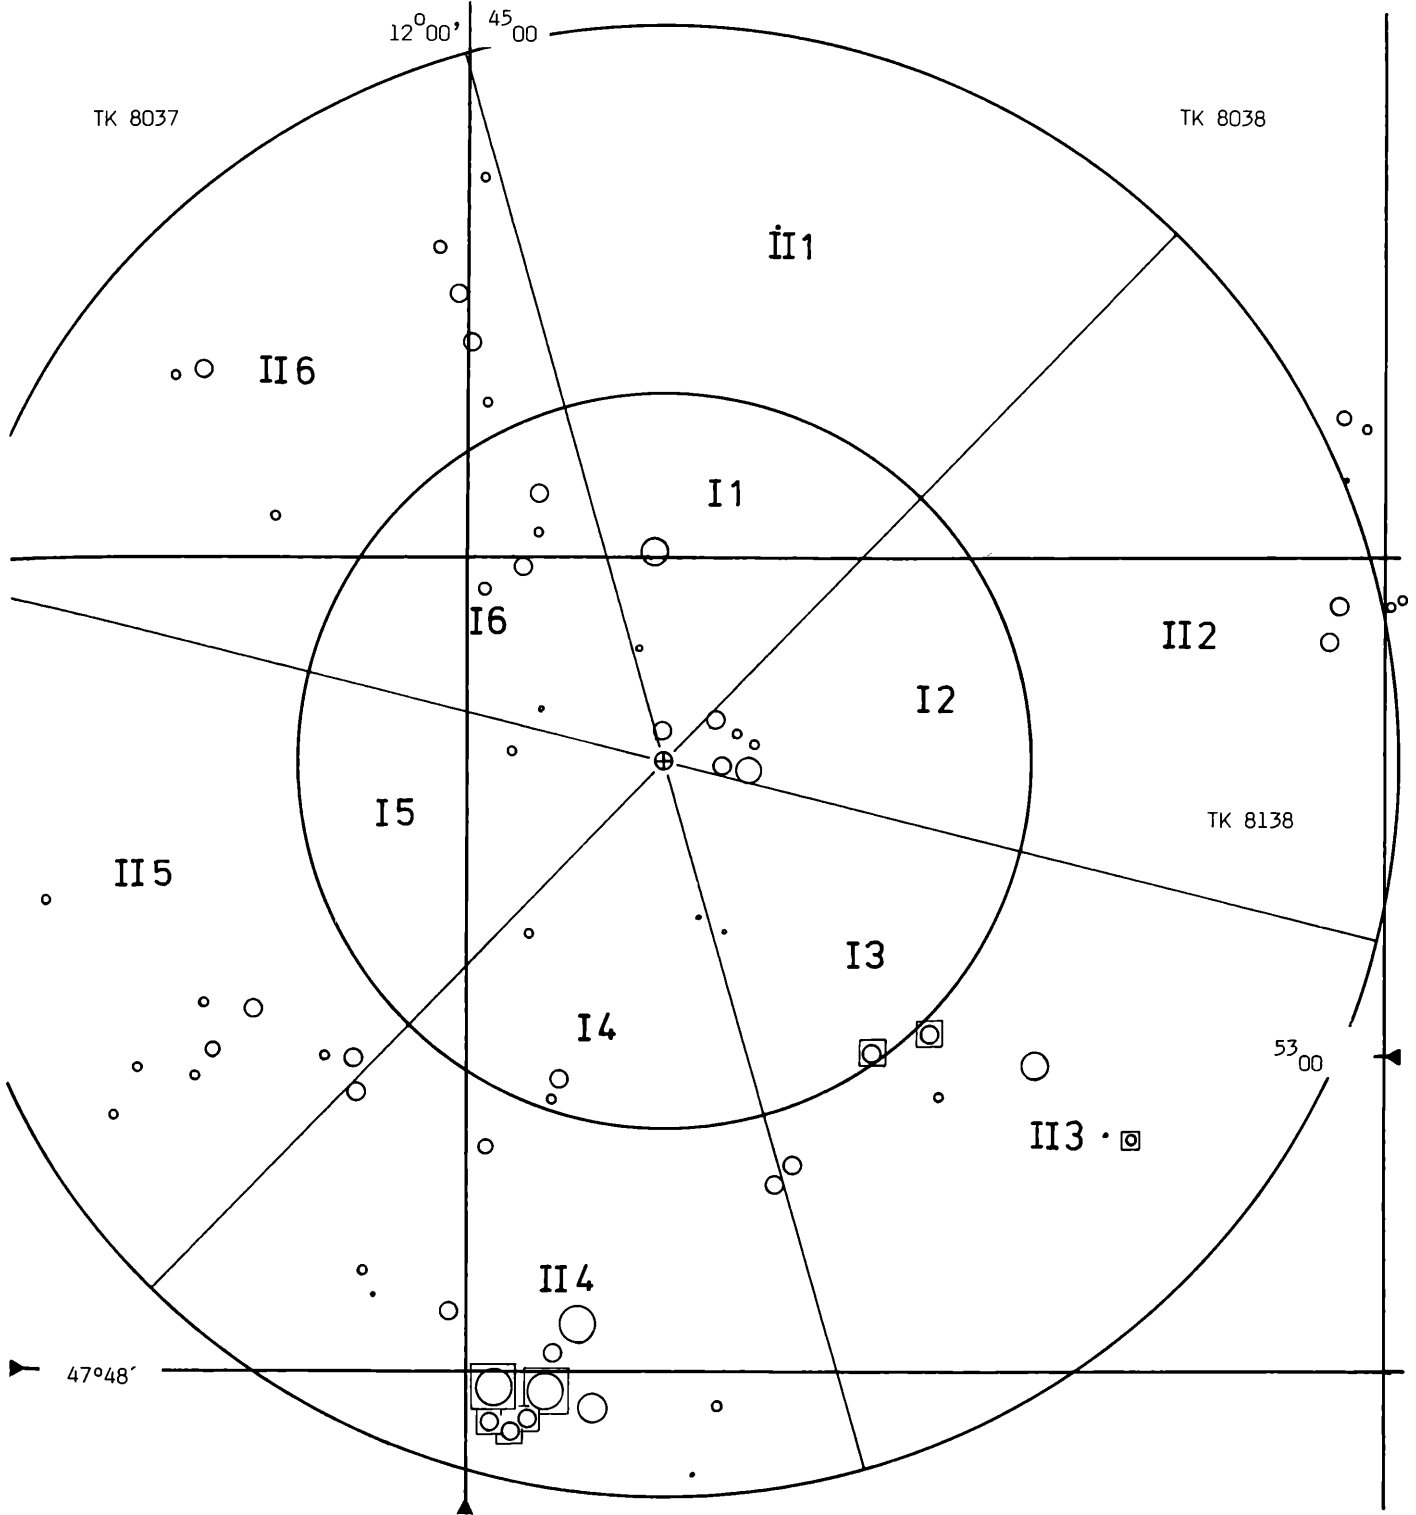 12°00', 45 00
TK 8037
TK 8038
II1
II6
I1
I6
II2
I2
I5
TK 8138
II5
I3
I4
53 00
II3
II4
47°48'